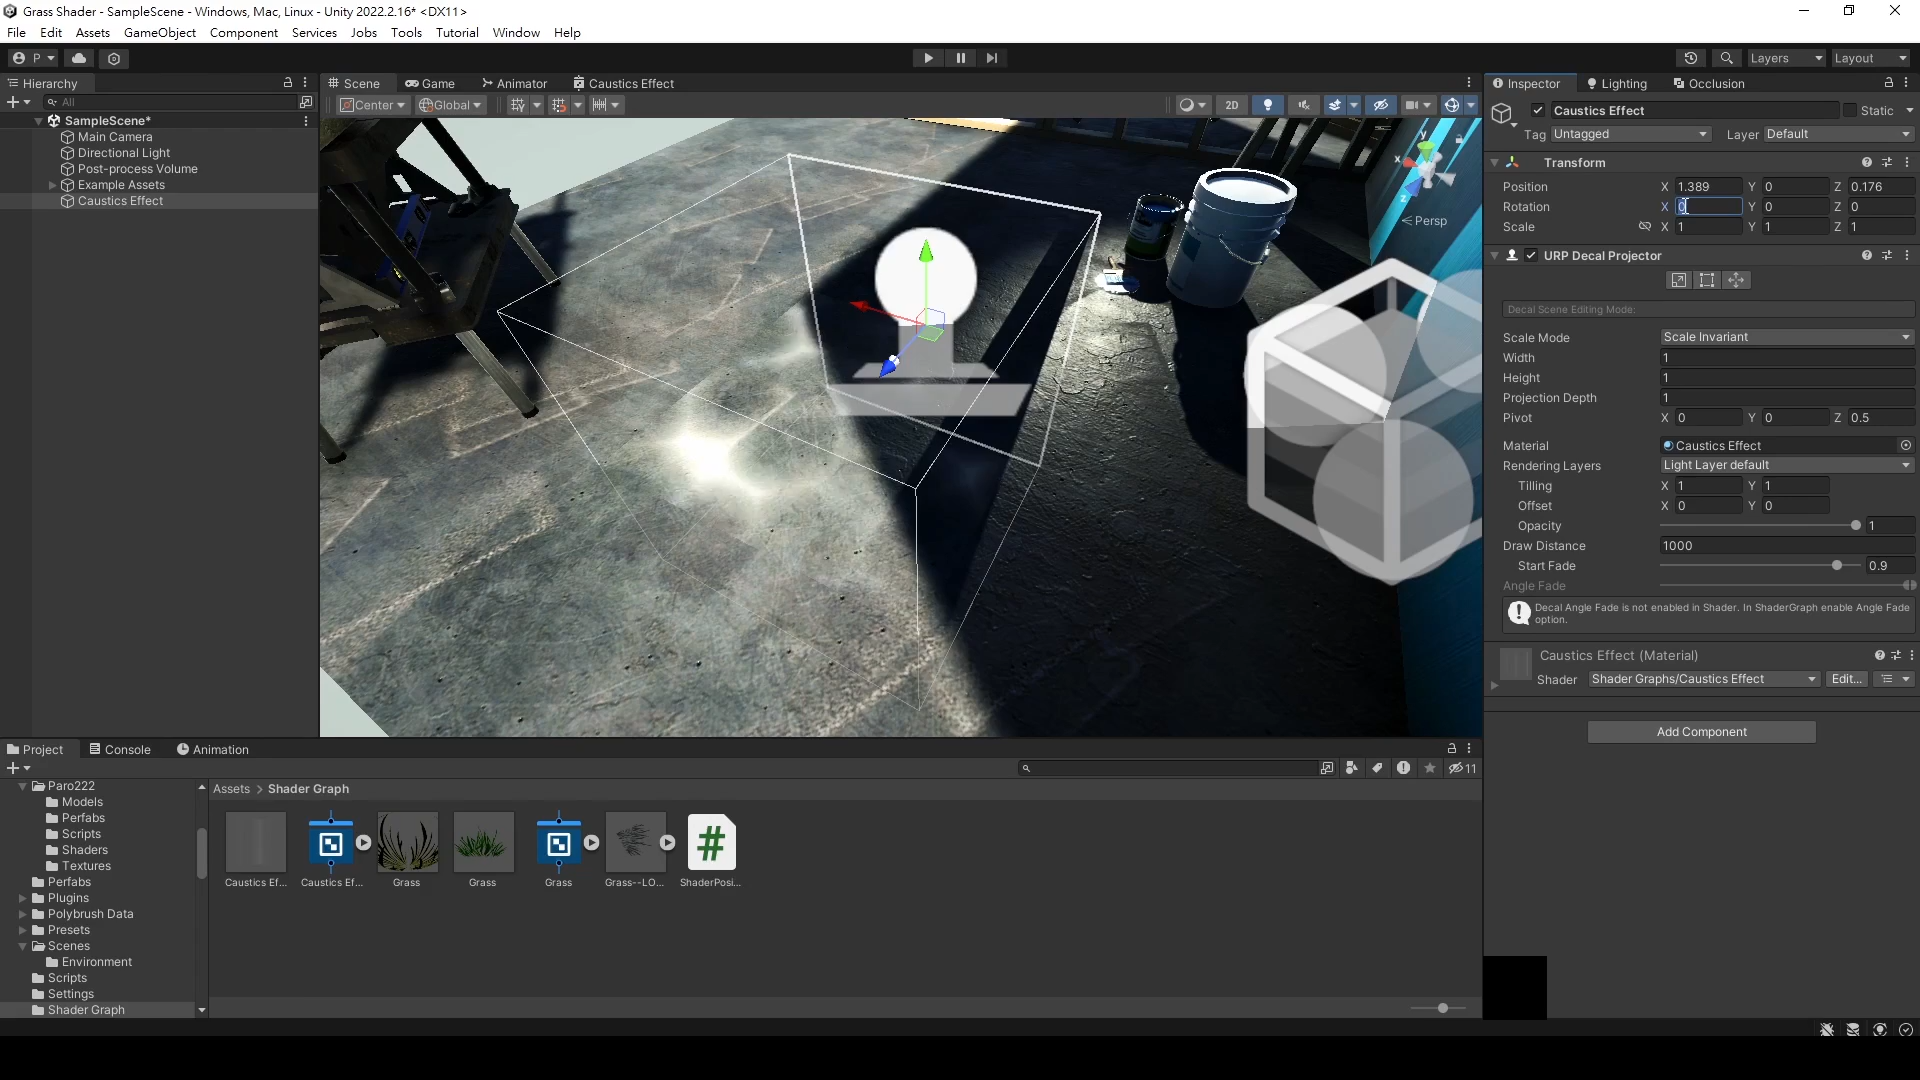 Grass Shader - SampleScene - Windows, Mac, Linux - Unity 2022.2.16* <DX11>
File Edit Assets GameObject Component Services Jobs Tools Tutorial Window Help
P Layers Layout
Hierarchy
All
SampleScene*
Main Camera
Directional Light
Post-process Volume
Example Assets
Caustics Effect
Scene Game Animator Caustics Effect
Center Global 2D
y
x
z
Persp
Inspector Lighting Occlusion
Caustics Effect Static
Tag Untagged Layer Default
Transform
Position X 1.389 Y 0 Z 0.176
Rotation X 0 Y 0 Z 0
Scale X 1 Y 1 Z 1
URP Decal Projector
Decal Scene Editing Mode:
Scale Mode Scale Invariant
Width 1
Height 1
Projection Depth 1
Pivot X 0 Y 0 Z 0.5
Material Caustics Effect
Rendering Layers Light Layer default
Tilling X 1 Y 1
Offset X 0 Y 0
Opacity 1
Draw Distance 1000
Start Fade 0.9
Angle Fade
Decal Angle Fade is not enabled in Shader. In ShaderGraph enable Angle Fade
option.
Caustics Effect (Material)
Shader Shader Graphs/Caustics Effect Edit...
Add Component
Project Console Animation
11
Paro222
Models
Perfabs
Scripts
Shaders
Textures
Perfabs
Plugins
Polybrush Data
Presets
Scenes
Environment
Scripts
Settings
Shader Graph
Assets > Shader Graph
Caustics Ef... Caustics Ef... Grass Grass Grass Grass--LO... ShaderPosi...